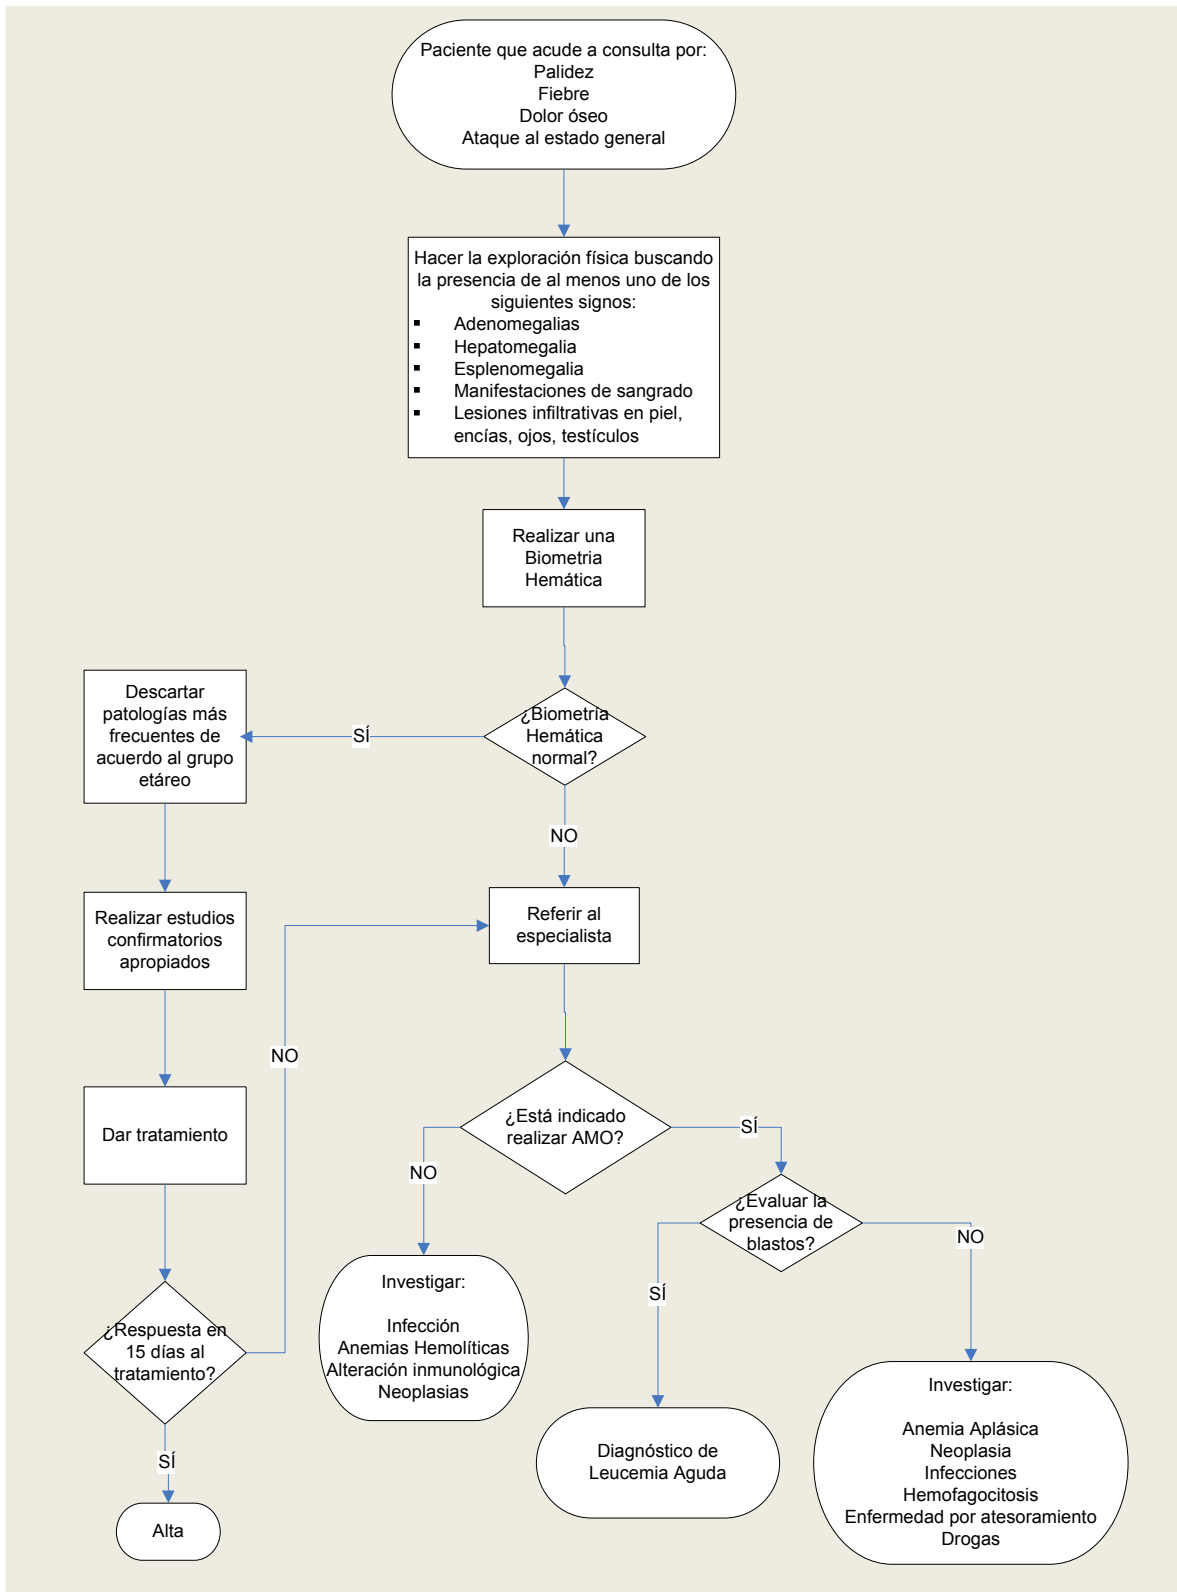 Paciente que acude a consulta por:
Palidez
Fiebre
Dolor óseo
Ataque al estado general
Hacer la exploración física buscando
la presencia de al menos uno de los
siguientes signos:
▪ Adenomegalias
▪ Hepatomegalia
▪ Esplenomegalia
▪ Manifestaciones de sangrado
▪ Lesiones infiltrativas en piel,
encías, ojos, testículos
Realizar una
Biometria
Hemática
¿Biometría
Hemática
normal?
SÍ
Descartar
patologías más
frecuentes de
acuerdo al grupo
etáreo
NO
Realizar estudios
confirmatorios
apropiados
Referir al
especialista
NO
Dar tratamiento
¿Está indicado
realizar AMO?
SÍ
NO
¿Evaluar la
presencia de
blastos?
NO
SÍ
¿Respuesta en
15 días al
tratamiento?
Investigar:
Infección
Anemias Hemolíticas
Alteración inmunológica
Neoplasias
Investigar:
Anemia Aplásica
Neoplasia
Infecciones
Hemofagocitosis
Enfermedad por atesoramiento
Drogas
Diagnóstico de
Leucemia Aguda
SÍ
Alta